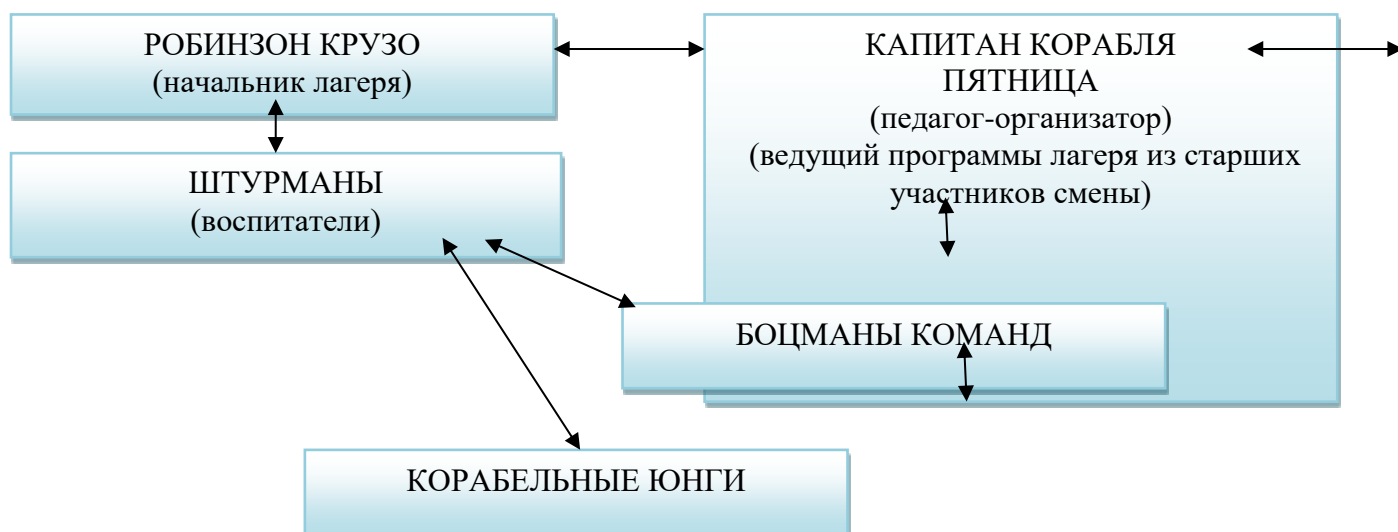 РОБИНЗОН КРУЗО
(начальник лагеря)
КАПИТАН КОРАБЛЯ
ПЯТНИЦА
(педагог-организатор)
(ведущий программы лагеря из старших
участников смены)
ШТУРМАНЫ
(воспитатели)
БОЦМАНЫ КОМАНД
КОРАБЕЛЬНЫЕ ЮНГИ